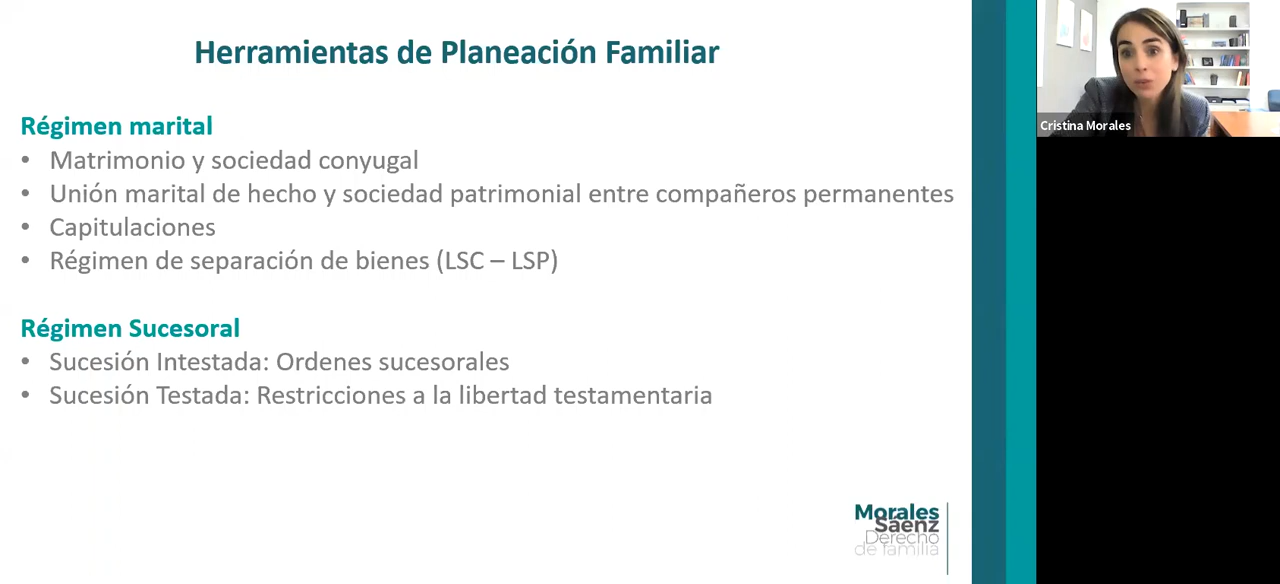 Herramientas de Planeación Familiar
Régimen marital
• Matrimonio y sociedad conyugal
• Unión marital de hecho y sociedad patrimonial entre compañeros permanentes
• Capitulaciones
• Régimen de separación de bienes (LSC – LSP)
Régimen Sucesoral
• Sucesión Intestada: Ordenes sucesorales
• Sucesión Testada: Restricciones a la libertad testamentaria
Morales
Sáenz
Derecho
de familia
Cristina Morales